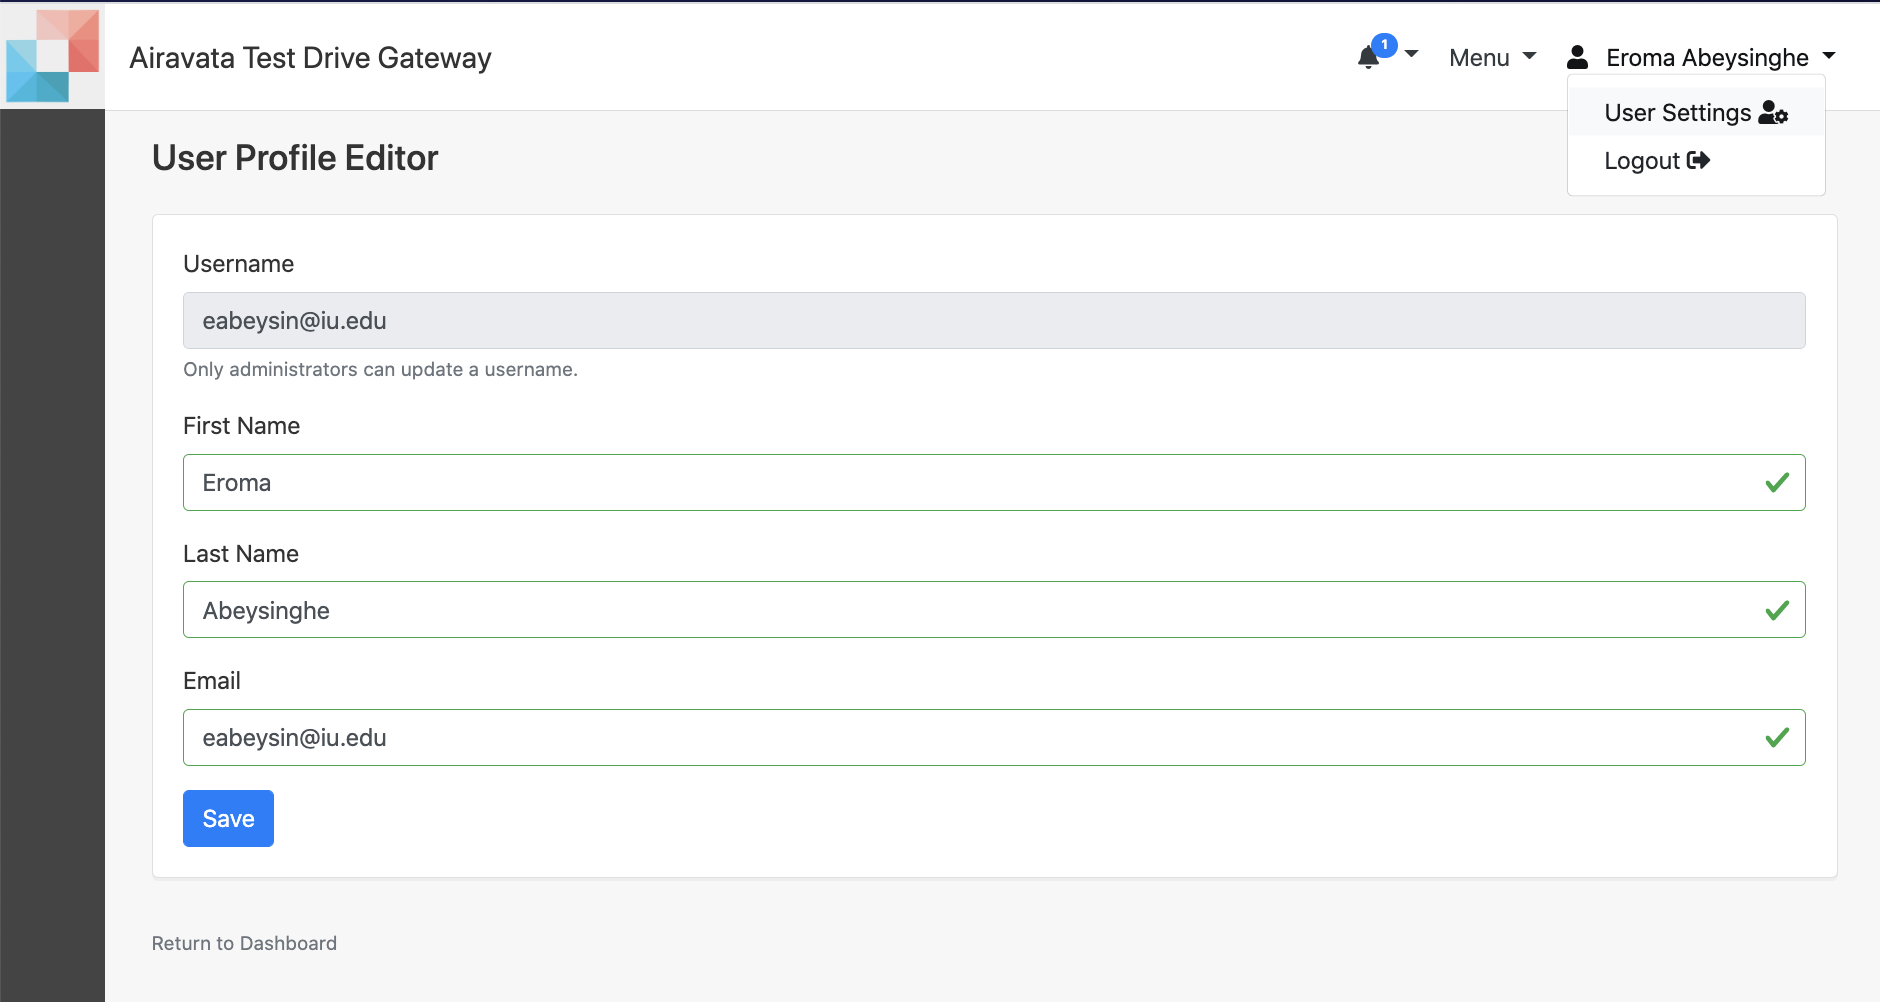 Airavata Test Drive Gateway
1
Menu
Eroma Abeysinghe
User Settings
Logout
User Profile Editor
Username
eabeysin@iu.edu
Only administrators can update a username.
First Name
Eroma
Last Name
Abeysinghe
Email
eabeysin@iu.edu
Save
Return to Dashboard